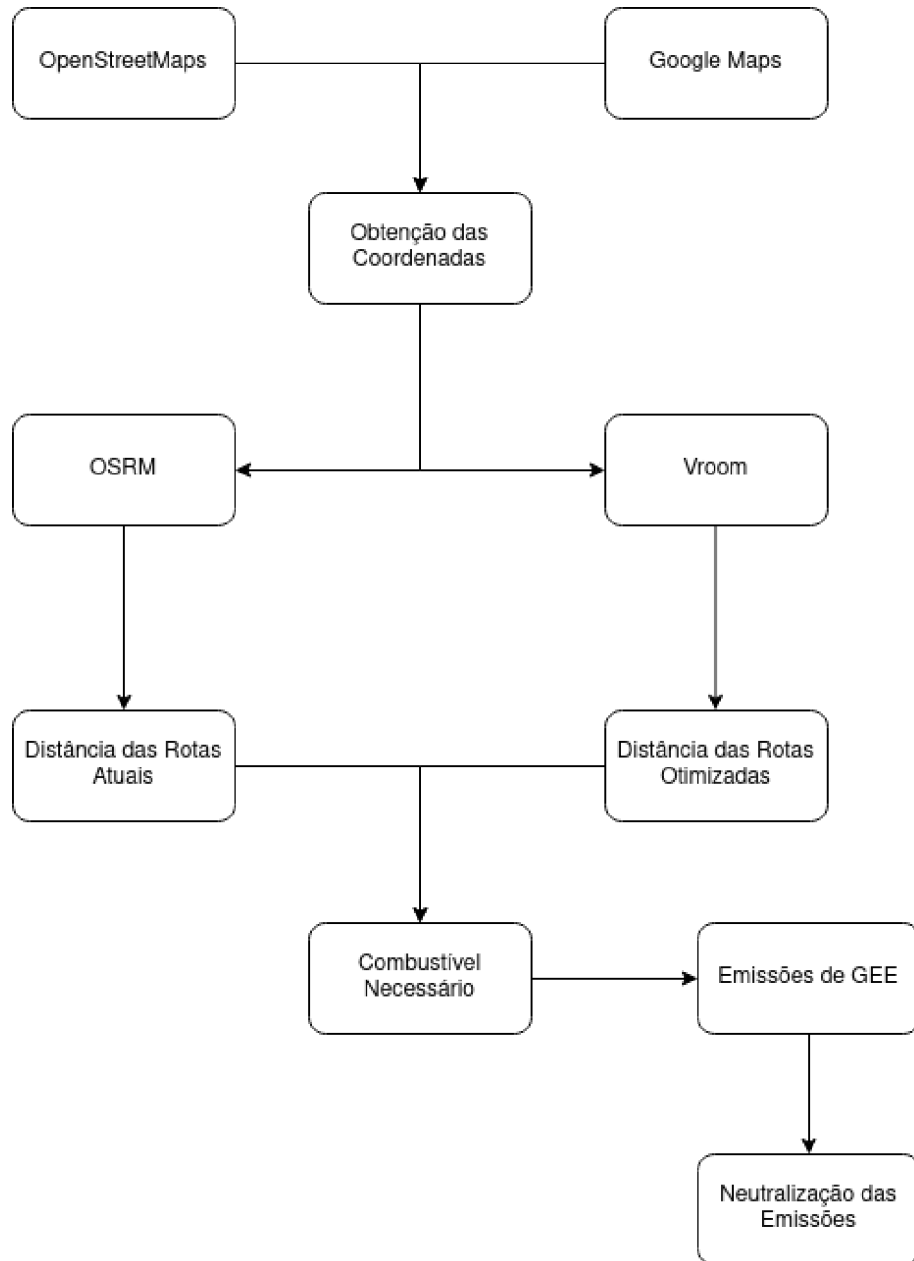 OpenStreetMaps
Google Maps
Obtenção das
Coordenadas
OSRM
Vroom
Distância das Rotas
Atuais
Distância das Rotas
Otimizadas
Combustível
Necessário
Emissões de GEE
Neutralização das
Emissões